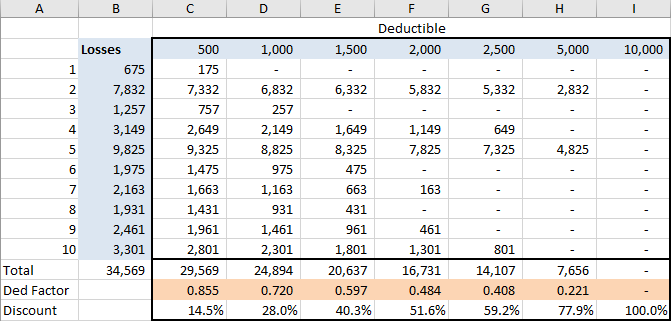 A B C D E F G H I
Deductible
Losses 500 1,000 1,500 2,000 2,500 5,000 10,000
1 675 175 - - - - - -
2 7,832 7,332 6,832 6,332 5,832 5,332 2,832 -
3 1,257 757 257 - - - - -
4 3,149 2,649 2,149 1,649 1,149 649 - -
5 9,825 9,325 8,825 8,325 7,825 7,325 4,825 -
6 1,975 1,475 975 475 - - - -
7 2,163 1,663 1,163 663 163 - - -
8 1,931 1,431 931 431 - - - -
9 2,461 1,961 1,461 961 461 - - -
10 3,301 2,801 2,301 1,801 1,301 801 - -
Total 34,569 29,569 24,894 20,637 16,731 14,107 7,656 -
Ded Factor 0.855 0.720 0.597 0.484 0.408 0.221 -
Discount 14.5% 28.0% 40.3% 51.6% 59.2% 77.9% 100.0%